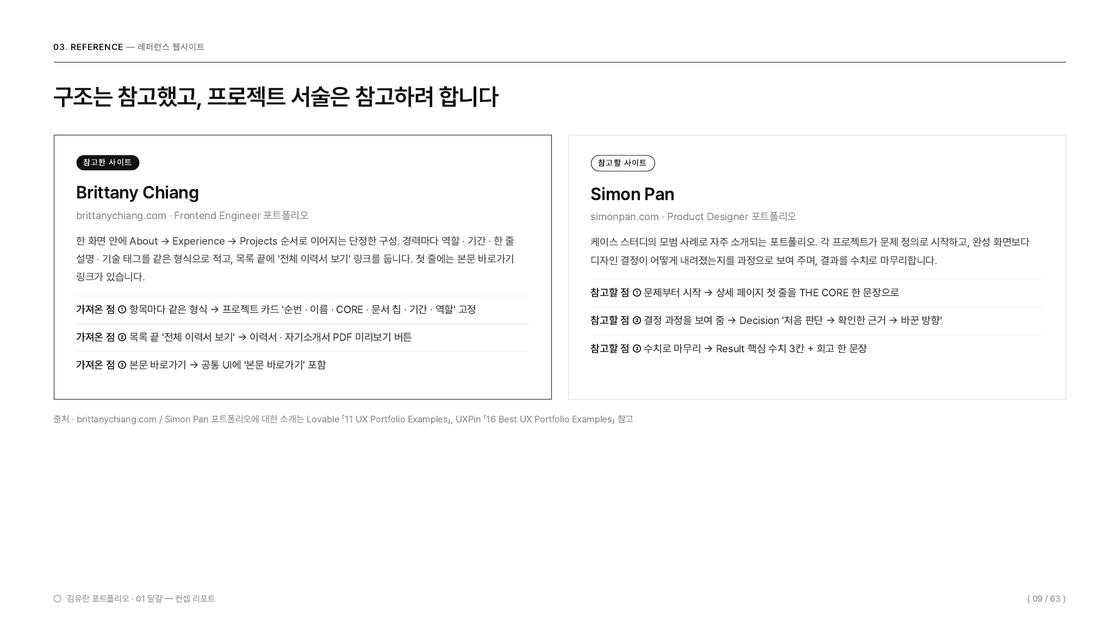 03. REFERENCE — 레퍼런스 웹사이트
구조는 참고했고, 프로젝트 서술은 참고하려 합니다
참고한 사이트
Brittany Chiang
brittanychiang.com · Frontend Engineer 포트폴리오
한 화면 안에 About → Experience → Projects 순서로 이어지는 단정한 구성. 경력마다 역할 · 기간 · 한 줄
설명 · 기술 태그를 같은 형식으로 적고, 목록 끝에 '전체 이력서 보기' 링크를 둡니다. 첫 줄에는 본문 바로가기
링크가 있습니다.
가져온 점 ① 항목마다 같은 형식 → 프로젝트 카드 '순번 · 이름 · CORE · 문서 칩 · 기간 · 역할' 고정
가져온 점 ② 목록 끝 '전체 이력서 보기' → 이력서 · 자기소개서 PDF 미리보기 버튼
가져온 점 ③ 본문 바로가기 → 공통 UI에 '본문 바로가기' 포함
참고할 사이트
Simon Pan
simonpan.com · Product Designer 포트폴리오
케이스 스터디의 모범 사례로 자주 소개되는 포트폴리오. 각 프로젝트가 문제 정의로 시작하고, 완성 화면보다
디자인 결정이 어떻게 내려졌는지를 과정으로 보여 주며, 결과를 수치로 마무리합니다.
참고할 점 ① 문제부터 시작 → 상세 페이지 첫 줄을 THE CORE 한 문장으로
참고할 점 ② 결정 과정을 보여 줌 → Decision '처음 판단 → 확인한 근거 → 바꾼 방향'
참고할 점 ③ 수치로 마무리 → Result 핵심 수치 3칸 + 회고 한 문장
출처 · brittanychiang.com / Simon Pan 포트폴리오에 대한 소개는 Lovable 「11 UX Portfolio Examples」, UXPin 「16 Best UX Portfolio Examples」 참고
김유란 포트폴리오 · 01 달갈 — 컨셉 리포트
( 09 / 63 )